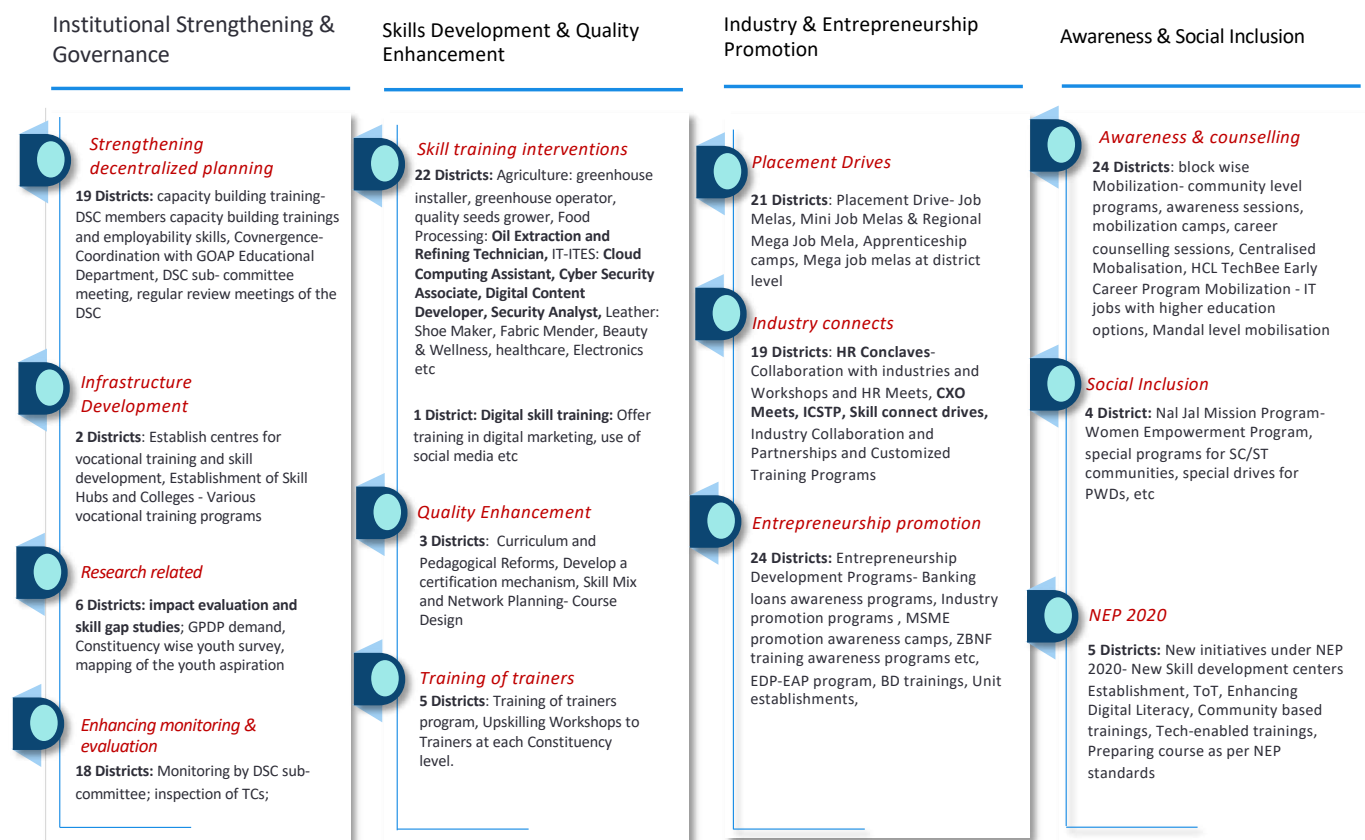 Institutional Strengthening &
Governance
Strengthening
decentralized planning
19 Districts: capacity building training-
DSC members capacity building trainings
and employability skills, Covnergence-
Coordination with GOAP Educational
Department, DSC sub- committee
meeting, regular review meetings of the
DSC
Infrastructure
Development
2 Districts: Establish centres for
vocational training and skill
development, Establishment of Skill
Hubs and Colleges - Various
vocational training programs
Research related
6 Districts: impact evaluation and
skill gap studies; GPDP demand,
Constituency wise youth survey,
mapping of the youth aspiration
Enhancing monitoring &
evaluation
18 Districts: Monitoring by DSC sub-
committee; inspection of TCs;
Skills Development & Quality
Enhancement
Skill training interventions
22 Districts: Agriculture: greenhouse
installer, greenhouse operator,
quality seeds grower, Food
Processing: Oil Extraction and
Refining Technician, IT-ITES: Cloud
Computing Assistant, Cyber Security
Associate, Digital Content
Developer, Security Analyst, Leather:
Shoe Maker, Fabric Mender, Beauty
& Wellness, healthcare, Electronics
etc
1 District: Digital skill training: Offer
training in digital marketing, use of
social media etc
Quality Enhancement
3 Districts: Curriculum and
Pedagogical Reforms, Develop a
certification mechanism, Skill Mix
and Network Planning- Course
Design
Training of trainers
5 Districts: Training of trainers
program, Upskilling Workshops to
Trainers at each Constituency
level.
Industry & Entrepreneurship
Promotion
Placement Drives
21 Districts: Placement Drive- Job
Melas, Mini Job Melas & Regional
Mega Job Mela, Apprenticeship
camps, Mega job melas at district
level
Industry connects
19 Districts: HR Conclaves-
Collaboration with industries and
Workshops and HR Meets, CXO
Meets, ICSTP, Skill connect drives,
Industry Collaboration and
Partnerships and Customized
Training Programs
Entrepreneurship promotion
24 Districts: Entrepreneurship
Development Programs- Banking
loans awareness programs, Industry
promotion programs , MSME
promotion awareness camps, ZBNF
training awareness programs etc,
EDP-EAP program, BD trainings, Unit
establishments,
Awareness & Social Inclusion
Awareness & counselling
24 Districts: block wise
Mobilization- community level
programs, awareness sessions,
mobilization camps, career
counselling sessions, Centralised
Mobalisation, HCL TechBee Early
Career Program Mobilization - IT
jobs with higher education
options, Mandal level mobilisation
Social Inclusion
4 District: Nal Jal Mission Program-
Women Empowerment Program,
special programs for SC/ST
communities, special drives for
PWDs, etc
NEP 2020
5 Districts: New initiatives under NEP
2020- New Skill development centers
Establishment, ToT, Enhancing
Digital Literacy, Community based
trainings, Tech-enabled trainings,
Preparing course as per NEP
standards